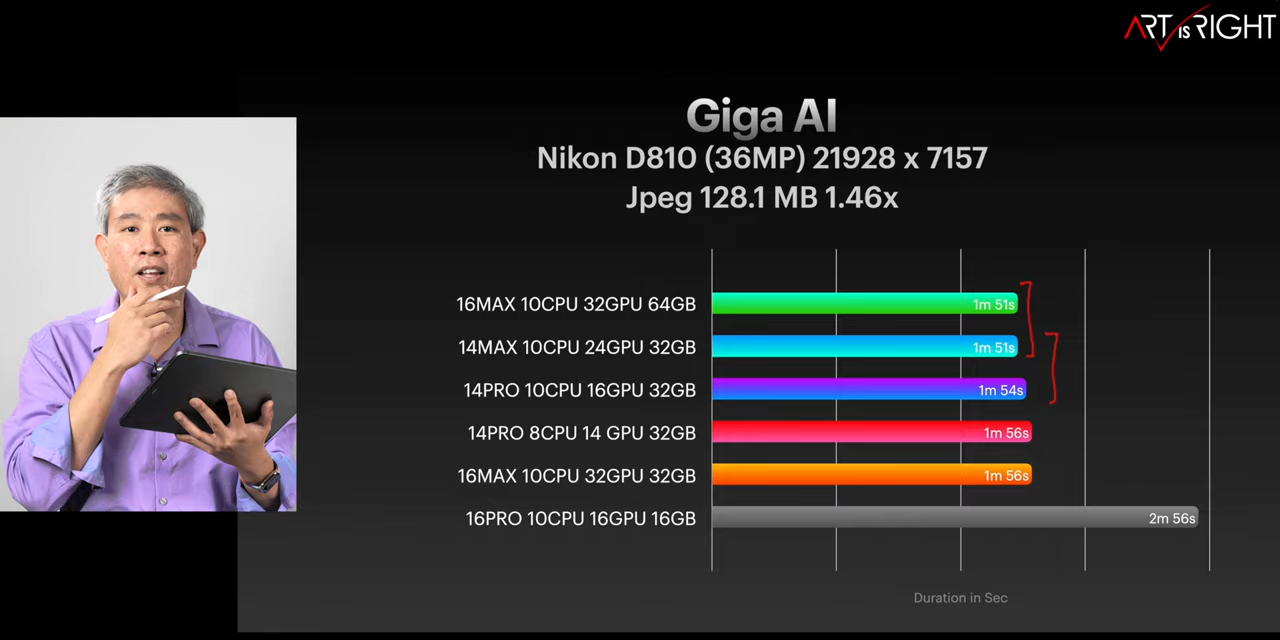 ART IS RIGHT
Giga AI
Nikon D810 (36MP) 21928 x 7157
Jpeg 128.1 MB 1.46x
16MAX 10CPU 32GPU 64GB 1m 51s
14MAX 10CPU 24GPU 32GB 1m 51s
14PRO 10CPU 16GPU 32GB 1m 54s
14PRO 8CPU 14 GPU 32GB 1m 56s
16MAX 10CPU 32GPU 32GB 1m 56s
16PRO 10CPU 16GPU 16GB 2m 56s
Duration in Sec